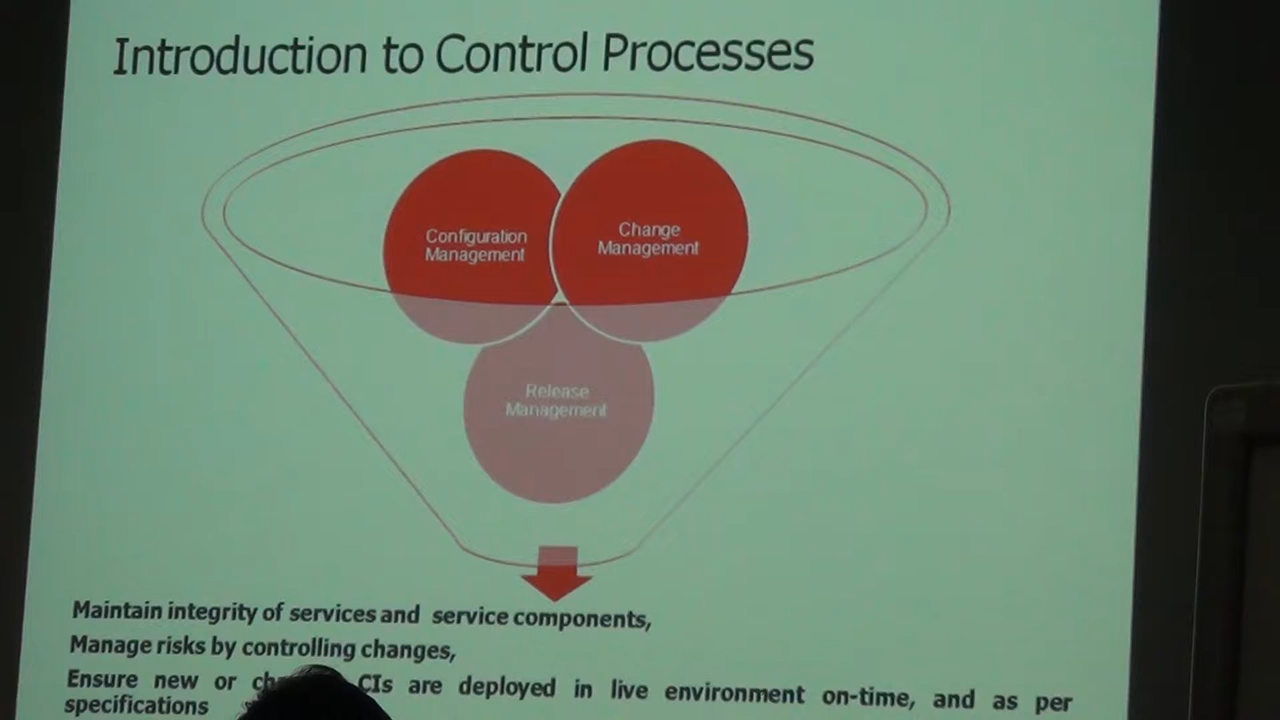 Introduction to Control Processes
Configuration
Management
Change
Management
Release
Management
Maintain integrity of services and service components,
Manage risks by controlling changes,
Ensure new or CIs are deployed in live environment on-time, and as per
specifications